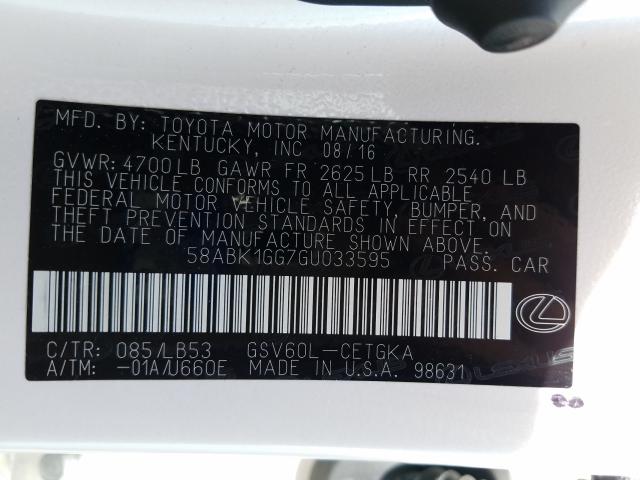 MFD. BY: TOYOTA MOTOR MANUFACTURING.
KENTUCKY, INC 08/16
GVWR: 4700LB GAWR FR 2625LB RR 2540 LB
THIS VEHICLE CONFORMS TO ALL APPLICABLE
FEDERAL MOTOR VEHICLE SAFETY, BUMPER, AND
THEFT PREVENTION STANDARDS IN EFFECT ON
THE DATE OF MANUFACTURE SHOWN ABOVE.
58ABK1GG7GU033595 PASS. CAR
C/TR: 085/LB53 GSV60L-CETGKA
A/TM: -01A/U660E MADE IN U.S.A. 98631